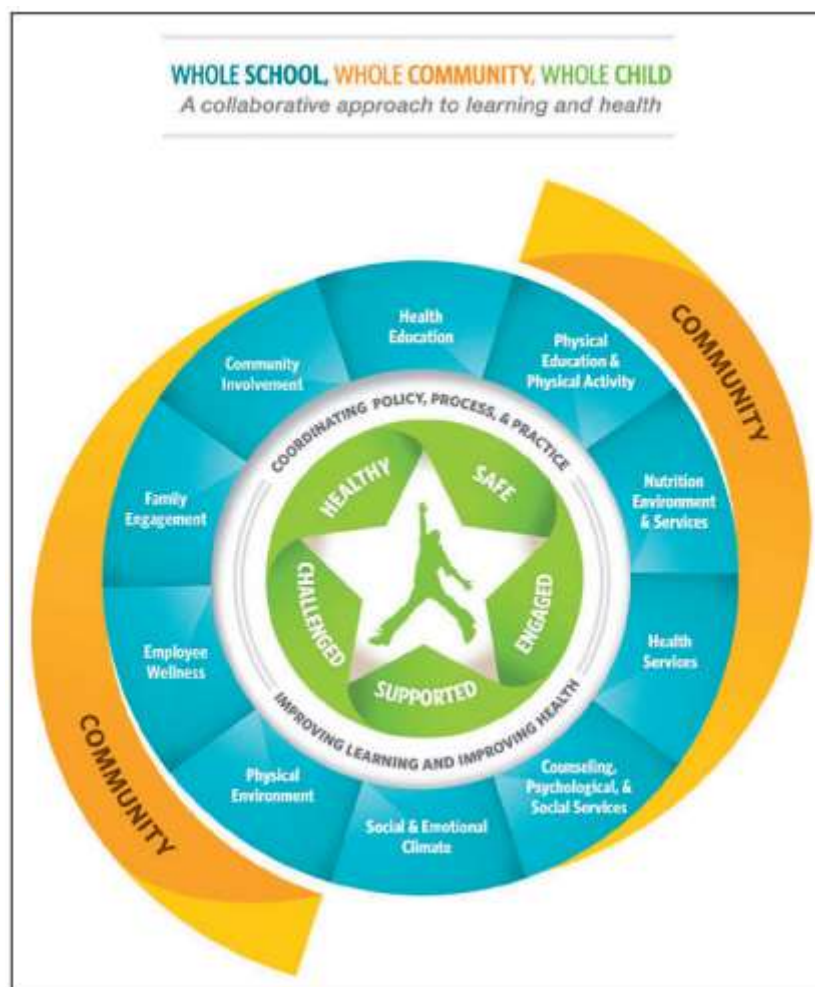 WHOLE SCHOOL, WHOLE COMMUNITY, WHOLE CHILD
A collaborative approach to learning and health
COMMUNITY
Health
Education
Physical
Education &
Physical Activity
Nutrition
Environment
& Services
Health
Services
Counseling,
Psychological, &
Social Services
Social & Emotional
Climate
Physical
Environment
Employee
Wellness
Family
Engagement
Community
Involvement
COORDINATING POLICY, PROCESS, & PRACTICE
IMPROVING LEARNING AND IMPROVING HEALTH
HEALTHY
SAFE
ENGAGED
SUPPORTED
CHALLENGED
COMMUNITY